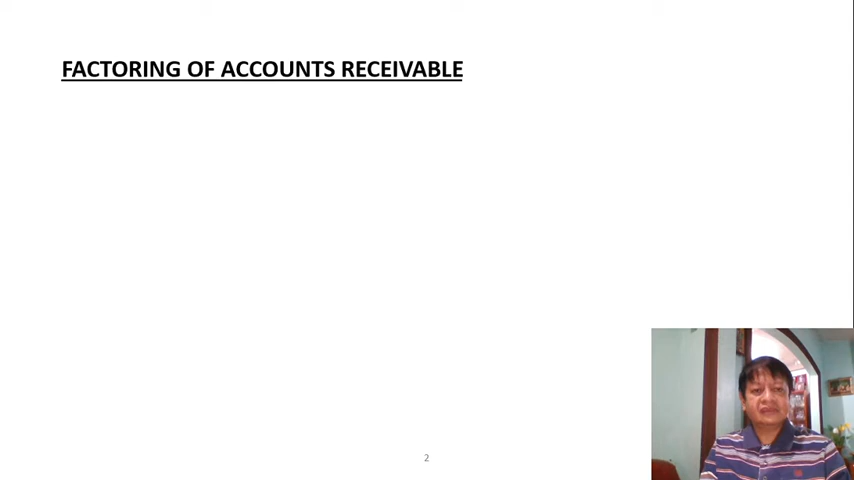 FACTORING OF ACCOUNTS RECEIVABLE
2